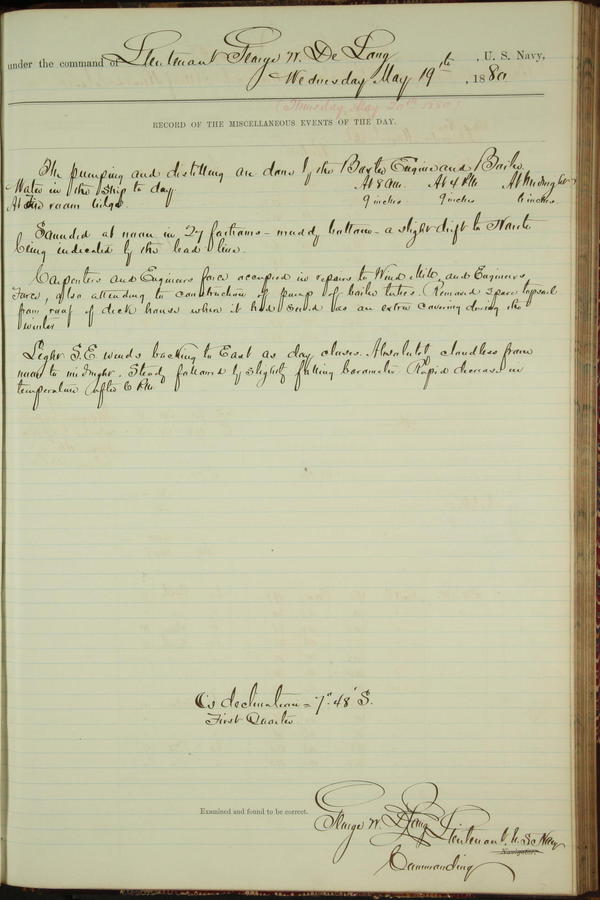 under the command of Lieutenant George W. De Long , U. S. Navy,
Wednesday May 19th , 1880
(Thursday, May 20th 1880)
RECORD OF THE MISCELLANEOUS EVENTS OF THE DAY.
The pumping and distilling are done by the Baxter Engine and Boiler.
Water in the Ship to day At 8 am. At 4 PM At Midnight
At fire room bilge. 9 inches 9 inches 6 inches.
Sounded at noon in 27 fathoms - muddy bottom - a slight drift to North
being indicated by the lead line.
Carpenters and Engineers force occupied in repairs to Wind Mill, and Engineers
Force, also attending to construction of pump of boiler tubes. Removed spare topsail
from roof of deck house where it had served as an extra covering during the
winter
Light S.E winds backing to East as day closes. Absolutely cloudless from
noon to midnight. Steady followed by slightly falling barometer Rapid decrease in
temperature after 6 PM
☾'s declination = 7° 48' S.
First Quarter
Examined and found to be correct.
George W. De Long Lieutenant U. S. Navy
Navigator.
Commanding